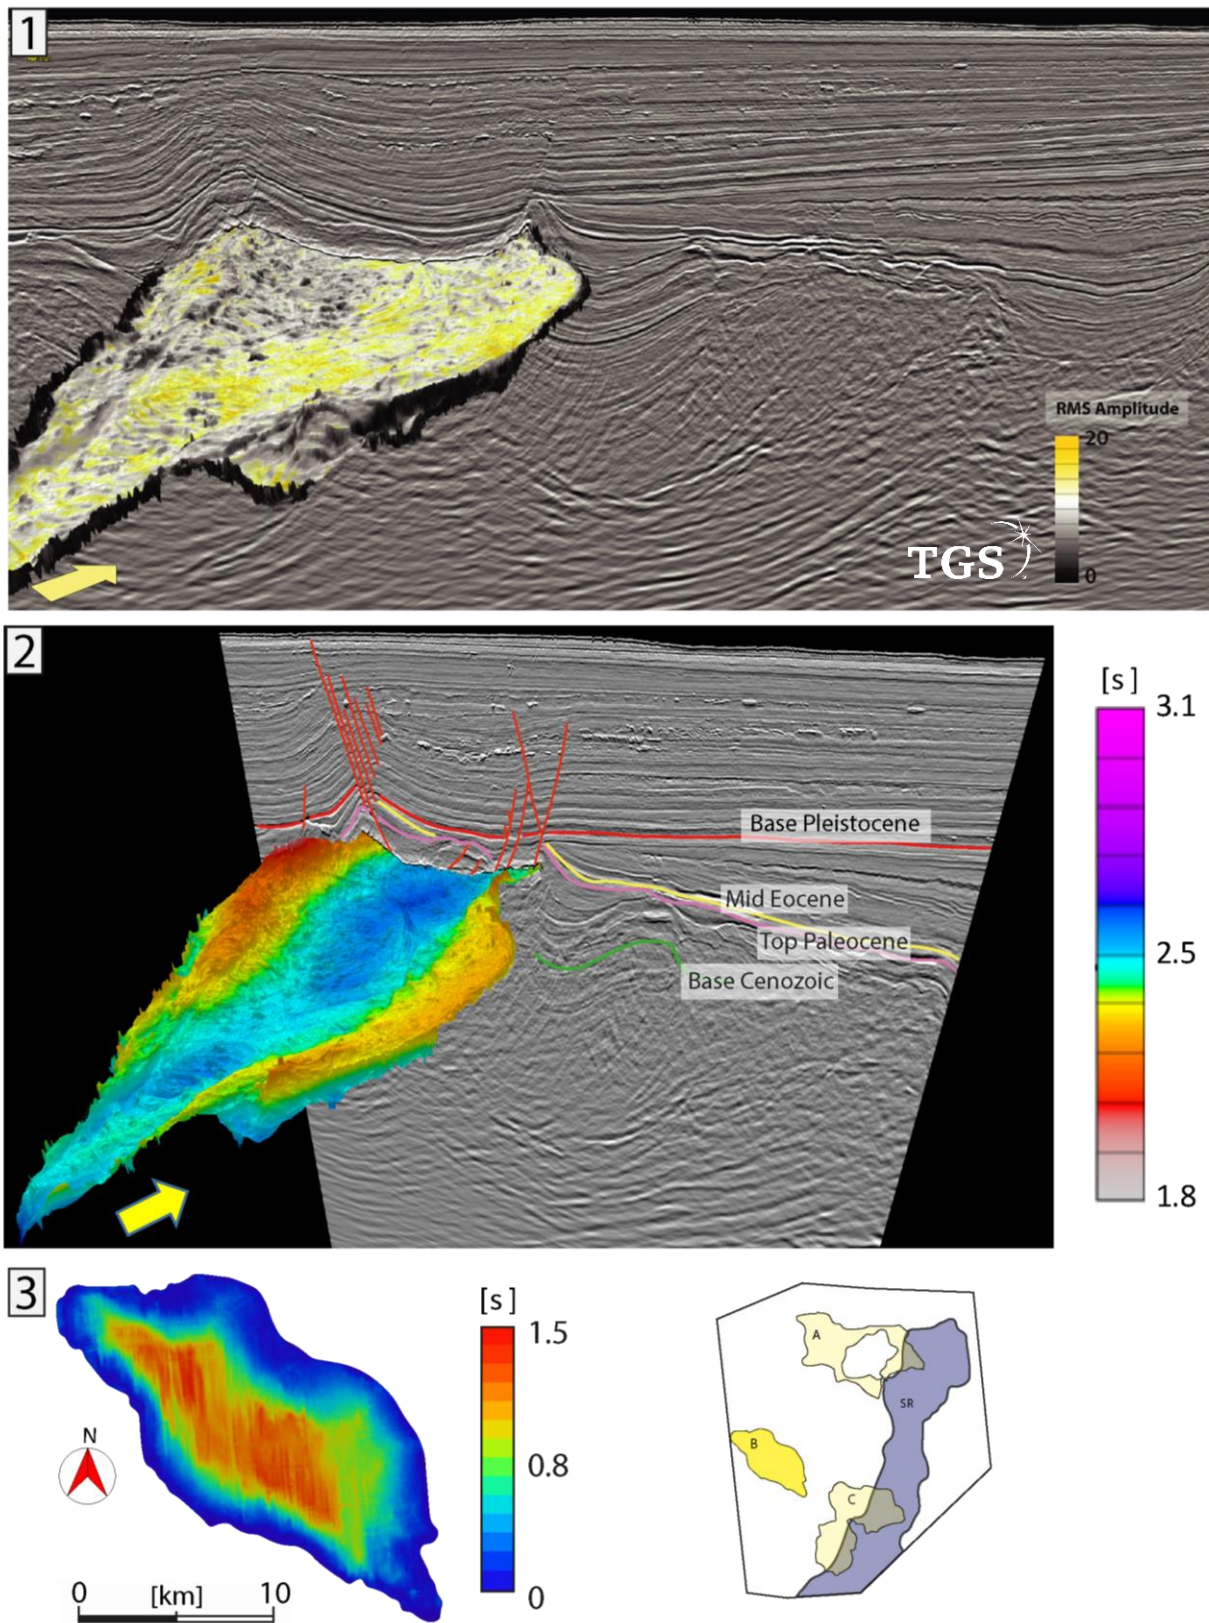 1
RMS Amplitude
20
0
TGS
2
[s]
3.1
2.5
1.8
Base Pleistocene
Mid Eocene
Top Paleocene
Base Cenozoic
3
[s]
1.5
0.8
0
N
0 [km] 10
A
SR
B
C